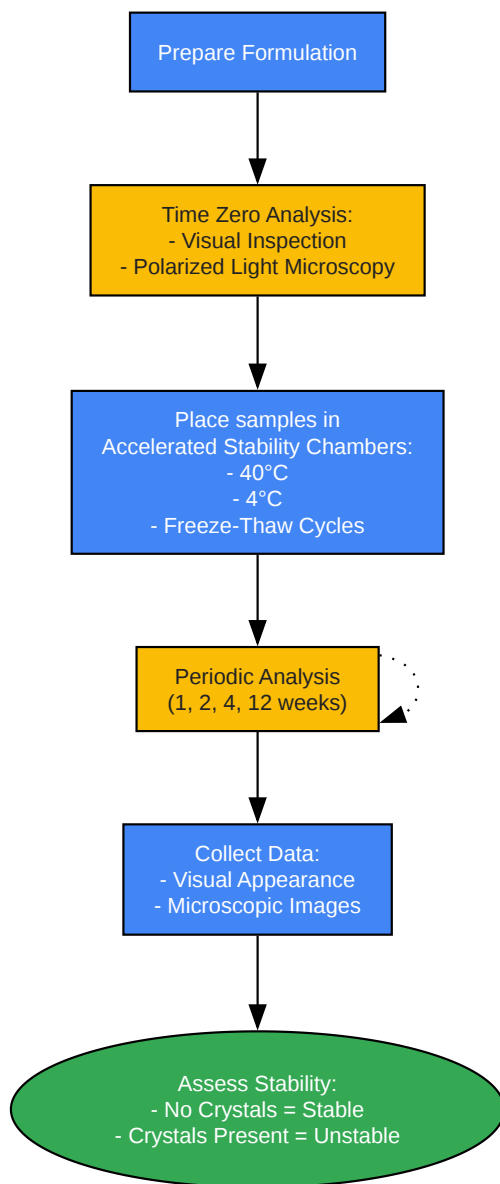 Prepare Formulation
Time Zero Analysis:
- Visual Inspection
- Polarized Light Microscopy
Place samples in
Accelerated Stability Chambers:
- 40°C
- 4°C
- Freeze-Thaw Cycles
Periodic Analysis
(1, 2, 4, 12 weeks)
Collect Data:
- Visual Appearance
- Microscopic Images
Assess Stability:
- No Crystals = Stable
- Crystals Present = Unstable